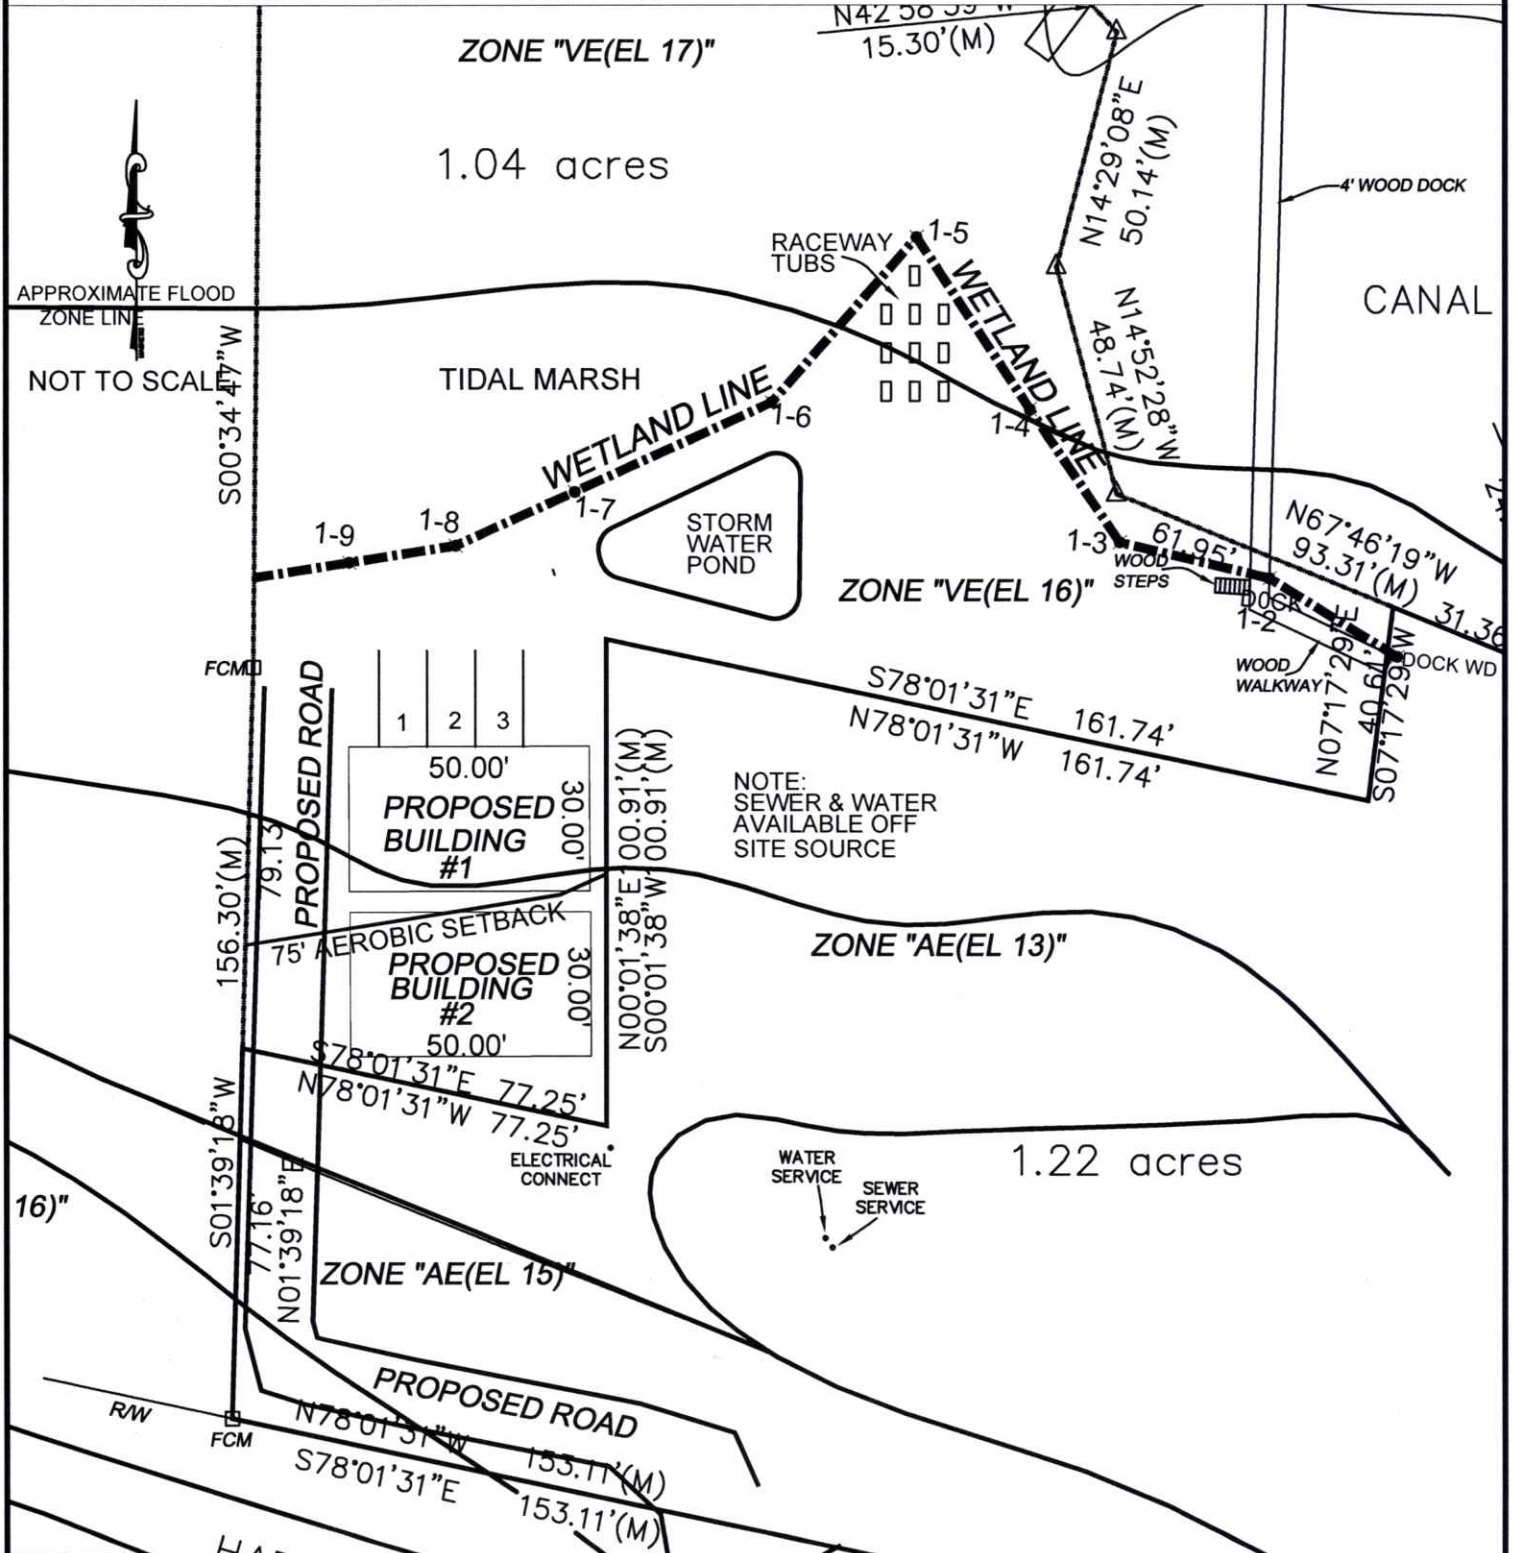 N42°58'39"W
15.30'(M)
ZONE "VE(EL 17)"
1.04 acres
N14°29'08"E
50.14'(M)
4' WOOD DOCK
RACEWAY
TUBS
1-5
WETLAND LINE
APPROXIMATE FLOOD
ZONE LINE
NOT TO SCALE
CANAL
S00°34'47"W
TIDAL MARSH
WETLAND LINE
1-6
1-4
N14°52'28"W
48.74'(M)
1-9
1-8
1-7
STORM
WATER
POND
1-3
61.95'
N67°46'19"W
93.31'(M)
31.36
WOOD
STEPS
ZONE "VE(EL 16)"
DOCK
1-2
WOOD
WALKWAY
DOCK WD
N07°17'29"E
40.61'
S07°17'29"W
FCM
PROPOSED ROAD
1
2
3
S78°01'31"E 161.74'
N78°01'31"W 161.74'
50.00'
PROPOSED
BUILDING
#1
30.00'
N00°01'38"E 100.91'(M)
S00°01'38"W 100.91'(M)
NOTE:
SEWER & WATER
AVAILABLE OFF
SITE SOURCE
156.30'(M)
79.13'
75' AEROBIC SETBACK
PROPOSED
BUILDING
#2
30.00'
50.00'
ZONE "AE(EL 13)"
S78°01'31"E 77.25'
N78°01'31"W 77.25'
ELECTRICAL
CONNECT
S01°39'18"W
77.16'
N01°39'18"E
16)"
WATER
SERVICE
SEWER
SERVICE
1.22 acres
ZONE "AE(EL 15)"
PROPOSED ROAD
R/W
FCM
N78°01'31"W 153.11'(M)
S78°01'31"E 153.11'(M)